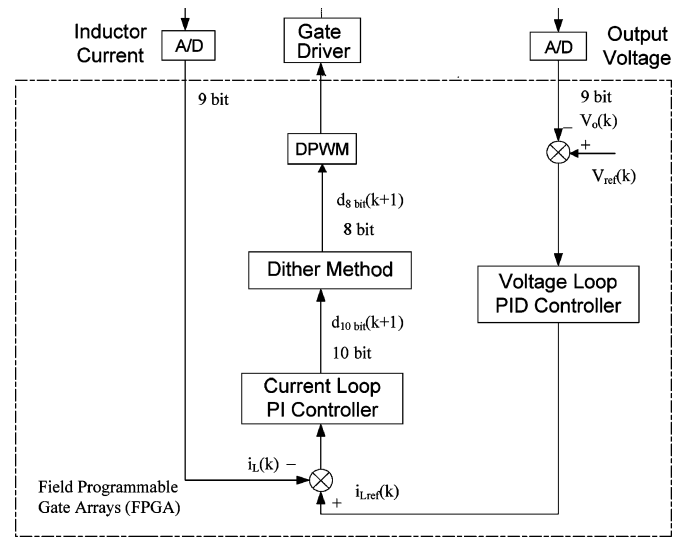 Inductor
Current
A/D
Gate
Driver
A/D
Output
Voltage
9 bit
9 bit
− Vo(k)
+
Vref(k)
DPWM
d8 bit(k+1)
8 bit
Dither Method
Voltage Loop
PID Controller
d10 bit(k+1)
10 bit
Current Loop
PI Controller
iL(k) −
+ iLref(k)
Field Programmable
Gate Arrays (FPGA)